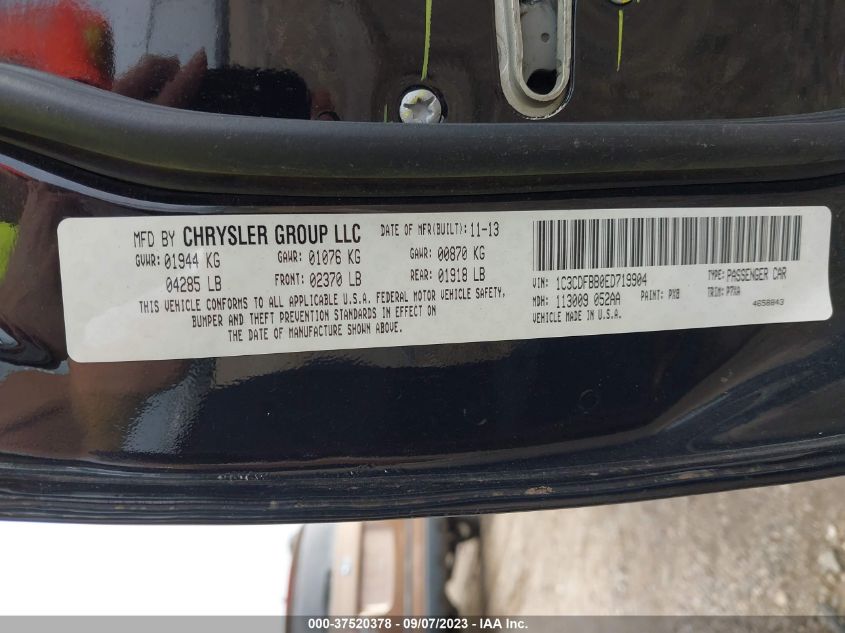 MFD BY CHRYSLER GROUP LLC DATE OF MFR(BUILT): 11-13
GVWR: 01944 KG GAWR: 01076 KG GAWR: 00870 KG
04285 LB FRONT: 02370 LB REAR: 01918 LB
THIS VEHICLE CONFORMS TO ALL APPLICABLE U.S.A. FEDERAL MOTOR VEHICLE SAFETY,
BUMPER AND THEFT PREVENTION STANDARDS IN EFFECT ON
THE DATE OF MANUFACTURE SHOWN ABOVE.
VIN: 1C3CDFBB0ED719904 TYPE: PASSENGER CAR
MDH: 113009 052AA PAINT: PX8 TRIM: P7XA
VEHICLE MADE IN U.S.A. 4658843
000-37520378 - 09/07/2023 - IAA Inc.